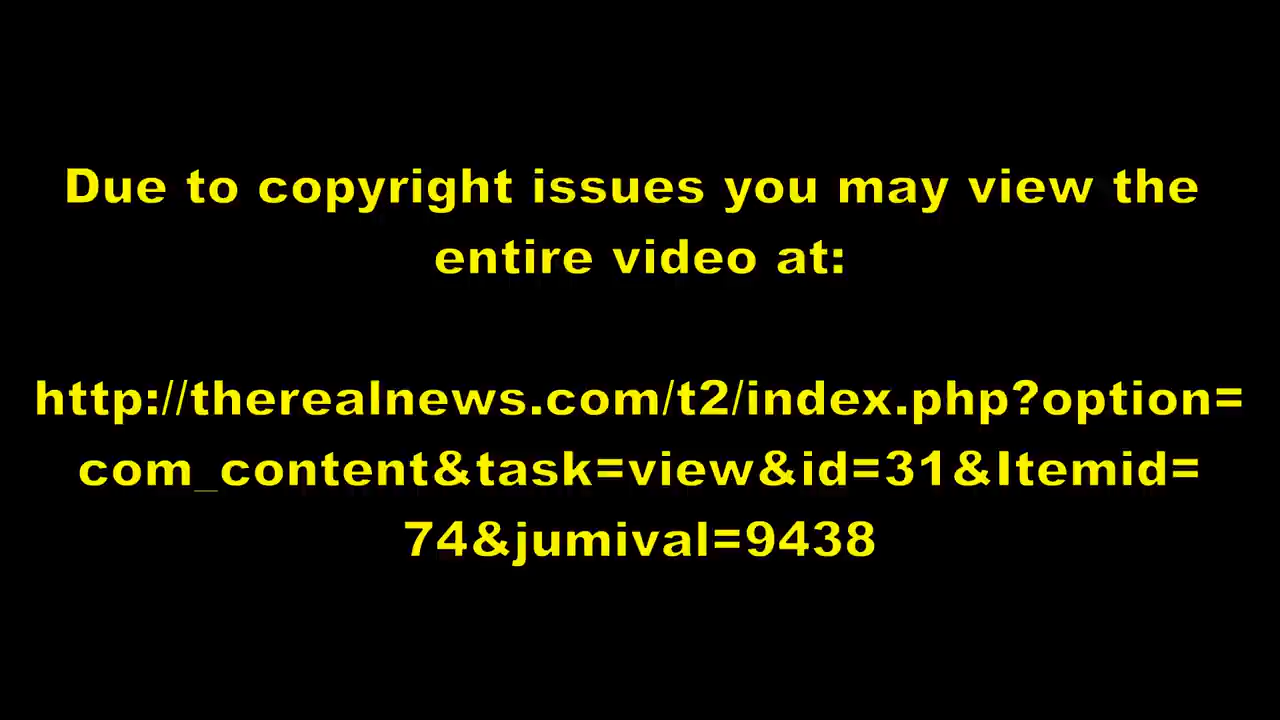 Due to copyright issues you may view the
entire video at:
http://therealnews.com/t2/index.php?option=
com_content&task=view&id=31&Itemid=
74&jumival=9438